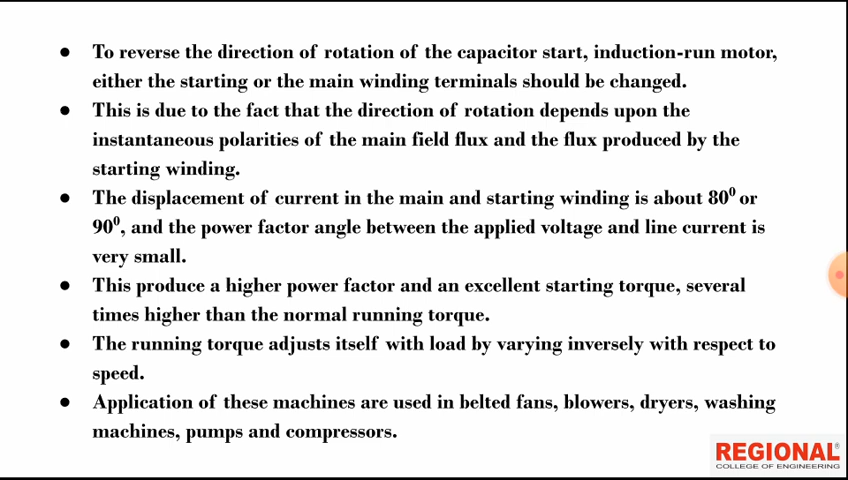 ● To reverse the direction of rotation of the capacitor start, induction-run motor,
either the starting or the main winding terminals should be changed.
● This is due to the fact that the direction of rotation depends upon the
instantaneous polarities of the main field flux and the flux produced by the
starting winding.
● The displacement of current in the main and starting winding is about 80⁰ or
90⁰, and the power factor angle between the applied voltage and line current is
very small.
● This produce a higher power factor and an excellent starting torque, several
times higher than the normal running torque.
● The running torque adjusts itself with load by varying inversely with respect to
speed.
● Application of these machines are used in belted fans, blowers, dryers, washing
machines, pumps and compressors.
REGIONAL®
COLLEGE OF ENGINEERING